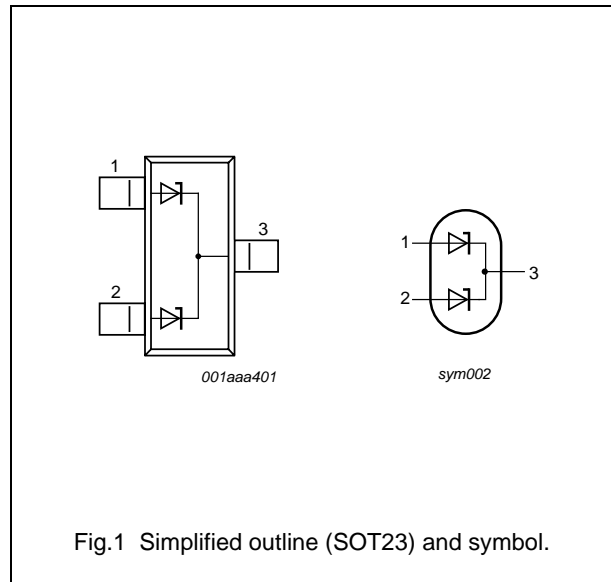 1
2
3
001aaa401
1
2
3
sym002
Fig.1 Simplified outline (SOT23) and symbol.